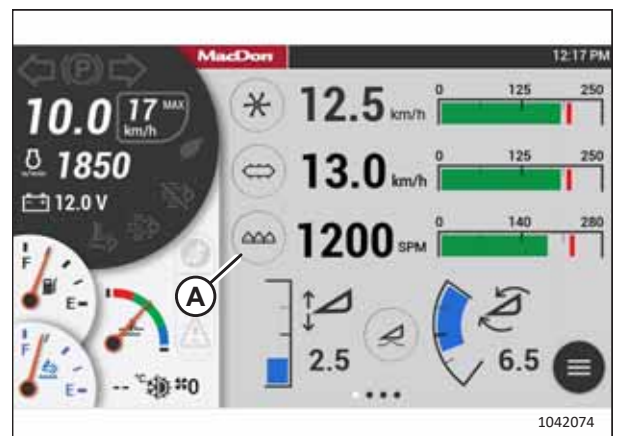 MacDon
12:17 PM
10.0
17 MAX
km/h
1850
12.0 V
12.5 km/h
0 125 250
13.0 km/h
0 125 250
1200 SPM
0 140 280
A
F
E
F
E
-- °C
0
2.5
6.5
1042074